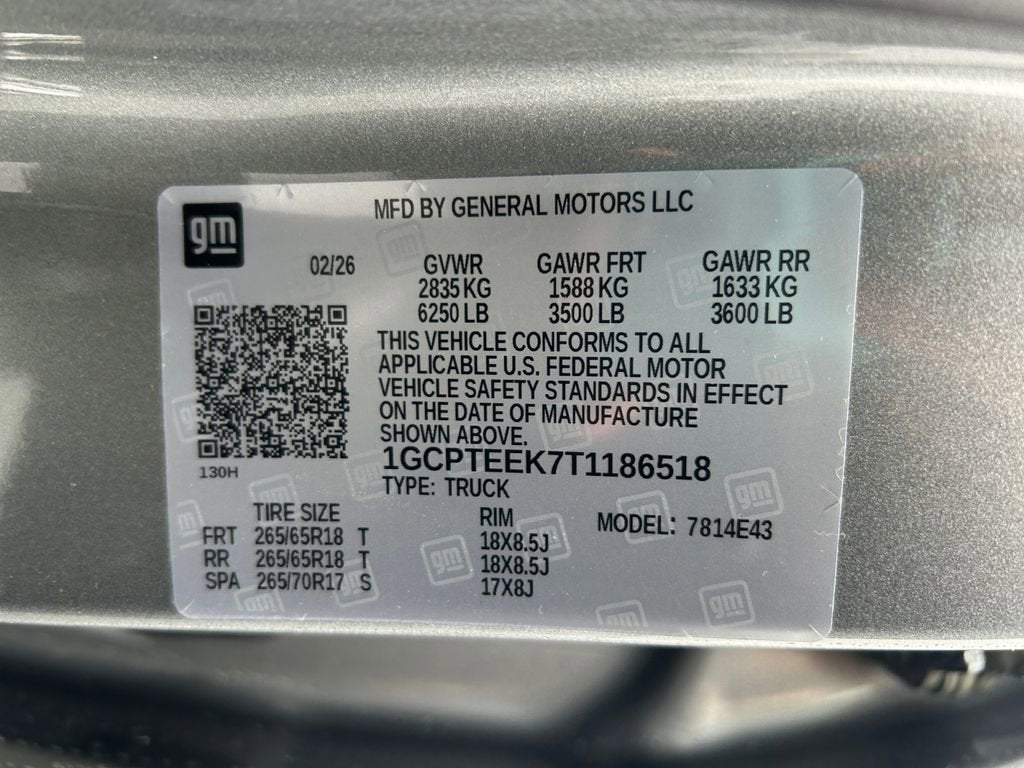 gm
MFD BY GENERAL MOTORS LLC
02/26 GVWR GAWR FRT GAWR RR
2835 KG 1588 KG 1633 KG
6250 LB 3500 LB 3600 LB
THIS VEHICLE CONFORMS TO ALL
APPLICABLE U.S. FEDERAL MOTOR
VEHICLE SAFETY STANDARDS IN EFFECT
ON THE DATE OF MANUFACTURE
SHOWN ABOVE.
130H
1GCPTEEK7T1186518
TYPE: TRUCK
TIRE SIZE RIM MODEL: 7814E43
FRT 265/65R18 T 18X8.5J
RR 265/65R18 T 18X8.5J
SPA 265/70R17 S 17X8J